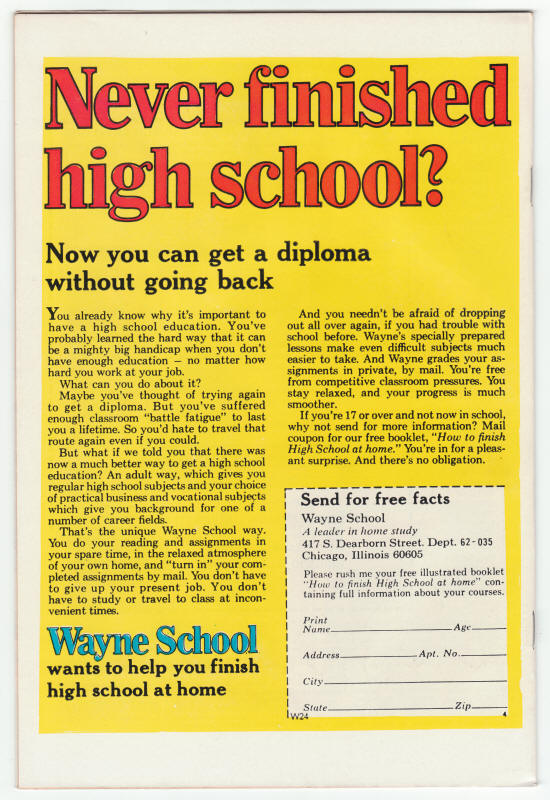 Never finished
high school?
Now you can get a diploma
without going back
You already know why it's important to
have a high school education. You've
probably learned the hard way that it can
be a mighty big handicap when you don't
have enough education – no matter how
hard you work at your job.
What can you do about it?
Maybe you've thought of trying again
to get a diploma. But you've suffered
enough classroom "battle fatigue" to last
you a lifetime. So you'd hate to travel that
route again even if you could.
But what if we told you that there was
now a much better way to get a high school
education? An adult way, which gives you
regular high school subjects and your choice
of practical business and vocational subjects
which give you background for one of a
number of career fields.
That's the unique Wayne School way.
You do your reading and assignments in
your spare time, in the relaxed atmosphere
of your own home, and "turn in" your com-
pleted assignments by mail. You don't have
to give up your present job. You don't
have to study or travel to class at incon-
venient times.
Wayne School
wants to help you finish
high school at home
And you needn't be afraid of dropping
out all over again, if you had trouble with
school before. Wayne's specially prepared
lessons make even difficult subjects much
easier to take. And Wayne grades your as-
signments in private, by mail. You're free
from competitive classroom pressures. You
stay relaxed, and your progress is much
smoother.
If you're 17 or over and not now in school,
why not send for more information? Mail
coupon for our free booklet, "How to finish
High School at home." You're in for a pleas-
ant surprise. And there's no obligation.
Send for free facts
Wayne School
A leader in home study
417 S. Dearborn Street. Dept. 62-035
Chicago, Illinois 60605
Please rush me your free illustrated booklet
"How to finish High School at home" con-
taining full information about your courses.
Print
Name Age
Address Apt. No.
City
State Zip
W24 4